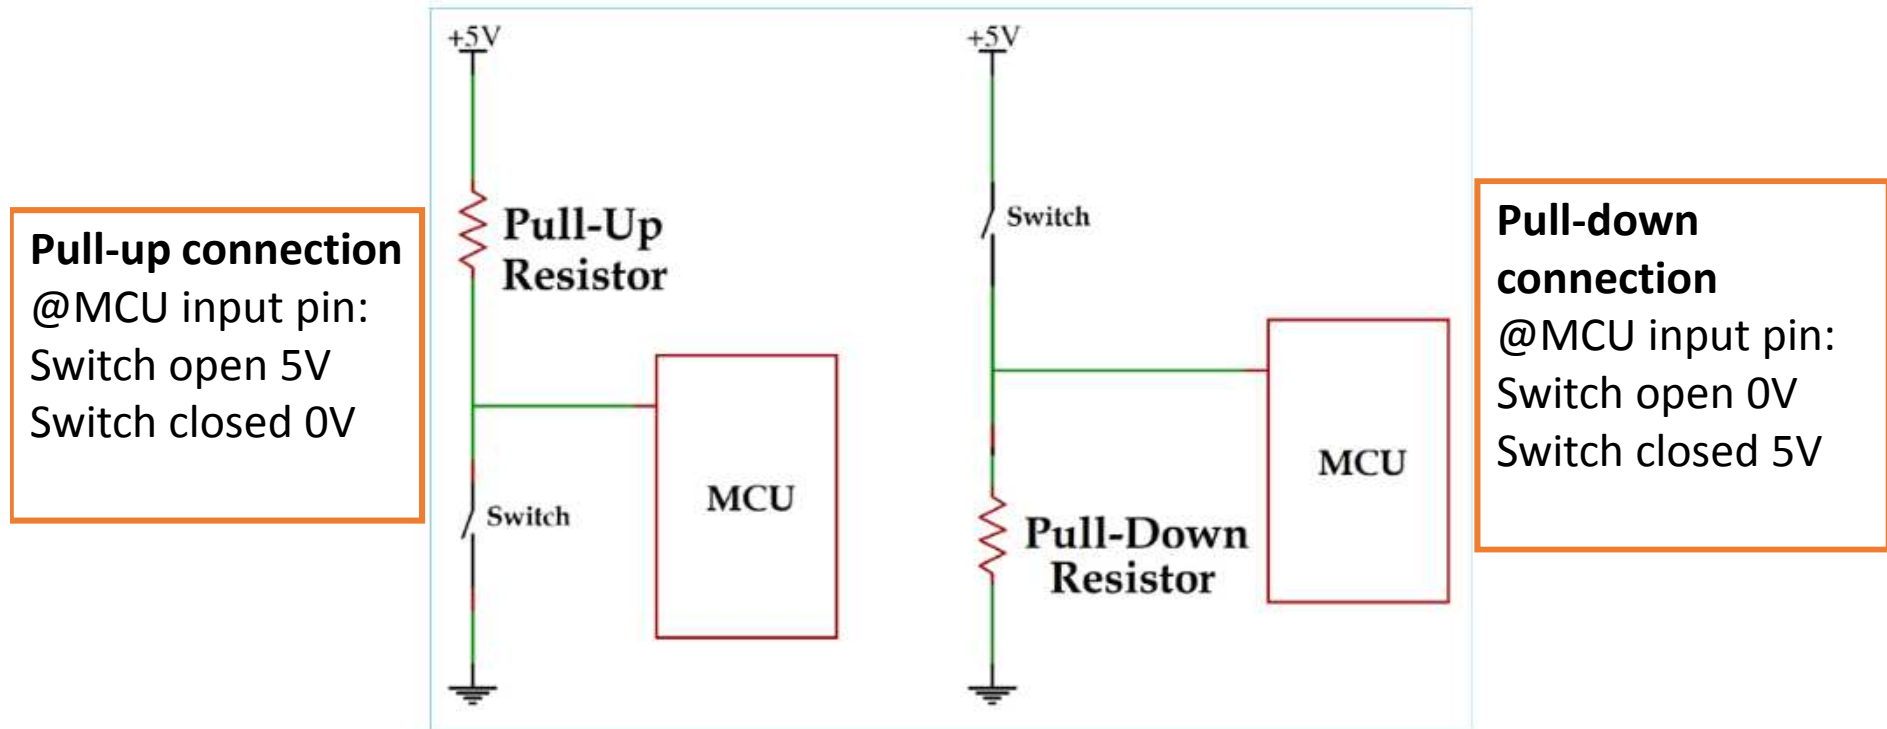 Pull-up connection
@MCU input pin:
Switch open 5V
Switch closed 0V
+5V
Pull-Up
Resistor
MCU
Switch
+5V
Switch
MCU
Pull-Down
Resistor
Pull-down
connection
@MCU input pin:
Switch open 0V
Switch closed 5V